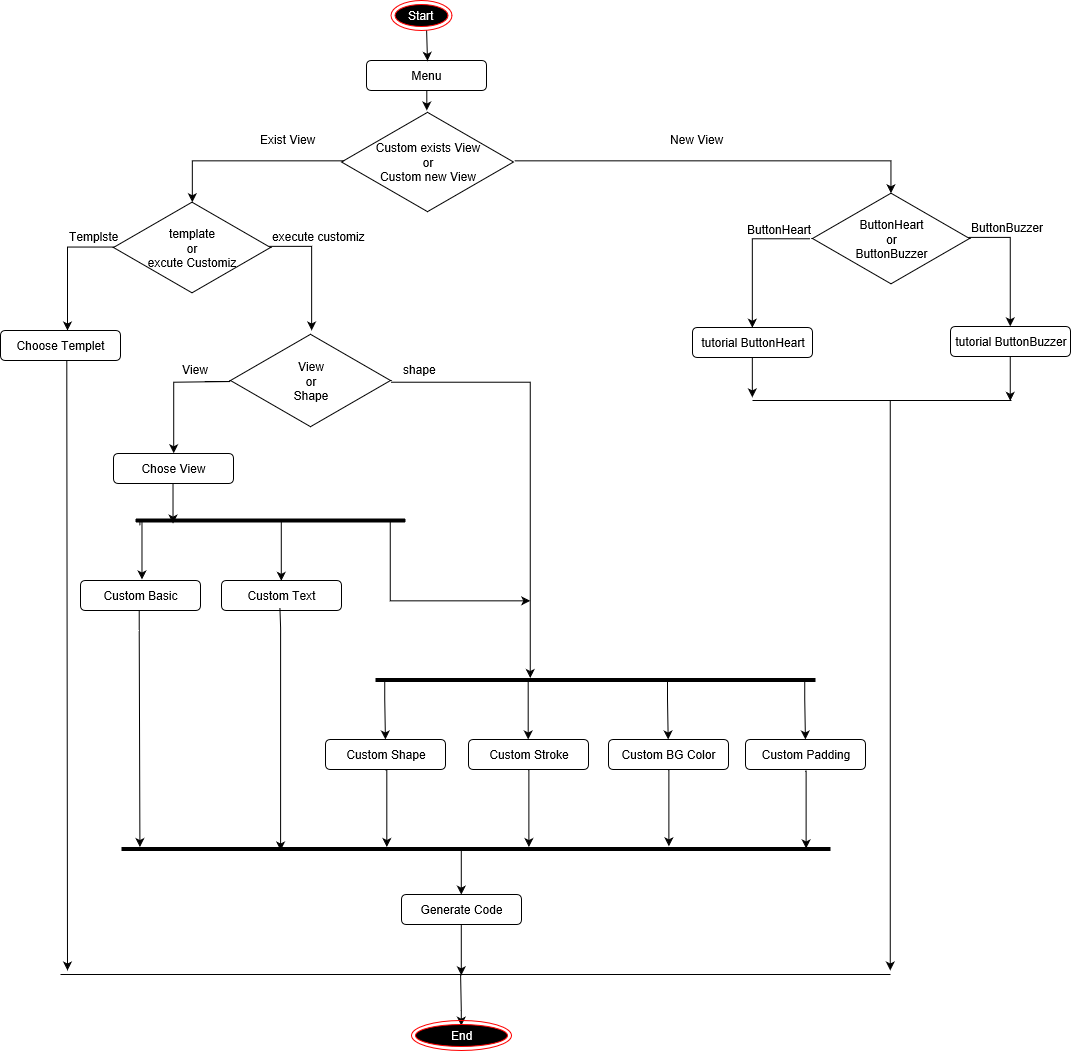 Start
Menu
Exist View
New View
Custom exists View
or
Custom new View
Templste
template
or
excute Customiz
execute customiz
ButtonHeart
ButtonHeart
or
ButtonBuzzer
ButtonBuzzer
Choose Templet
tutorial ButtonHeart
tutorial ButtonBuzzer
View
View
or
Shape
shape
Chose View
Custom Basic
Custom Text
Custom Shape
Custom Stroke
Custom BG Color
Custom Padding
Generate Code
End